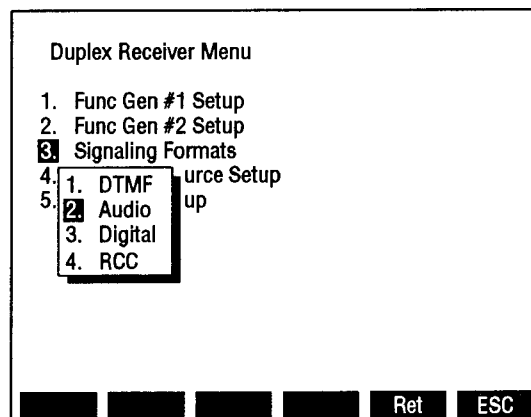 Duplex Receiver Menu
1. Func Gen #1 Setup
2. Func Gen #2 Setup
3. Signaling Formats
4. urce Setup
5. up
1. DTMF
2. Audio
3. Digital
4. RCC
Ret ESC